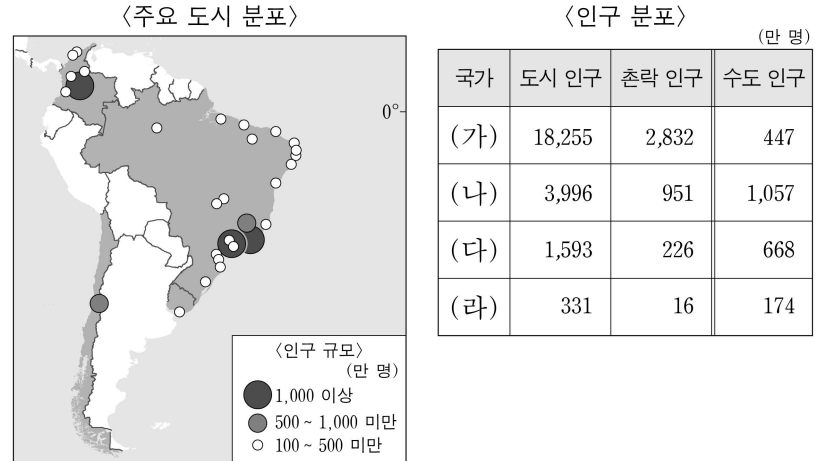 〈주요 도시 분포〉
0°
〈인구 규모〉
(만 명)
1,000 이상
500 ~ 1,000 미만
100 ~ 500 미만
〈인구 분포〉
(만 명)
국가 도시 인구 촌락 인구 수도 인구
(가) 18,255 2,832 447
(나) 3,996 951 1,057
(다) 1,593 226 668
(라) 331 16 174